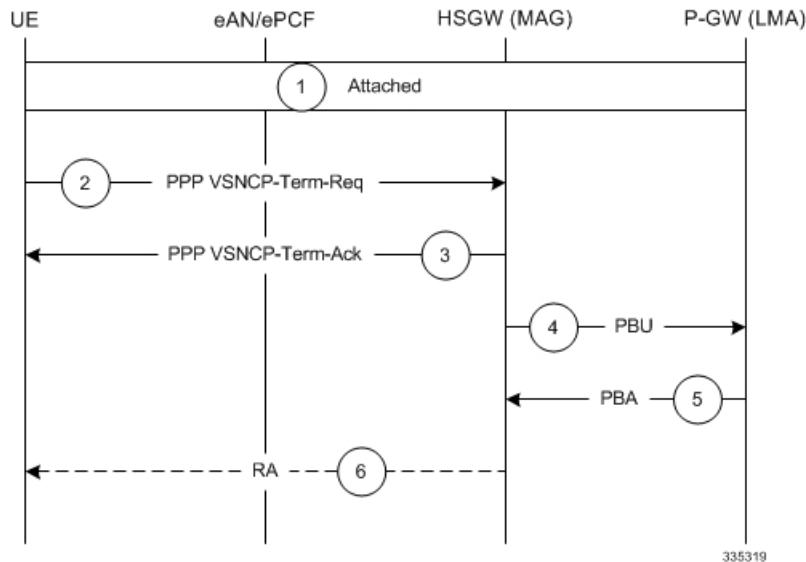 UE eAN/ePCF HSGW (MAG) P-GW (LMA)
1 Attached
2 PPP VSNCP-Term-Req
PPP VSNCP-Term-Ack 3
4 PBU
PBA 5
RA 6
335319